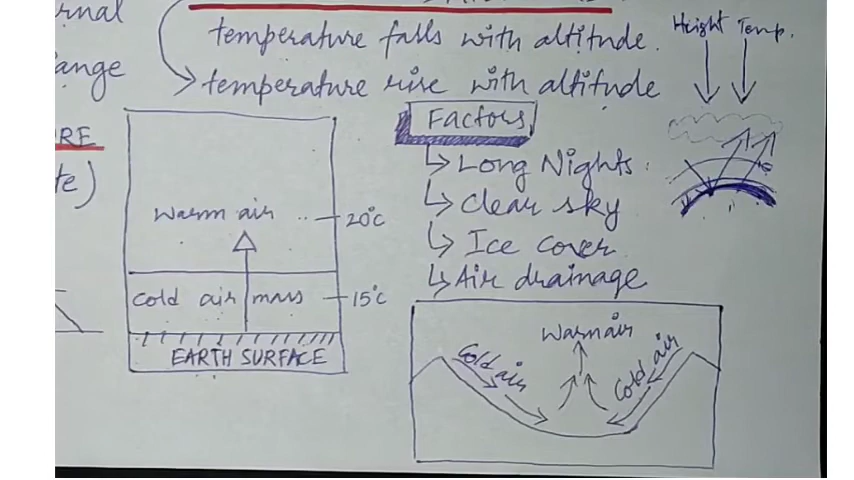 rnal
ange
RE
te)
temperature falls with altitude.
temperature rise with altitude
Height Temp.
Factors
Long Nights
Clear sky
Ice cover
Air drainage
Warm air
20°C
Cold air mass
15°C
EARTH SURFACE
Warm air
Cold air
Cold air